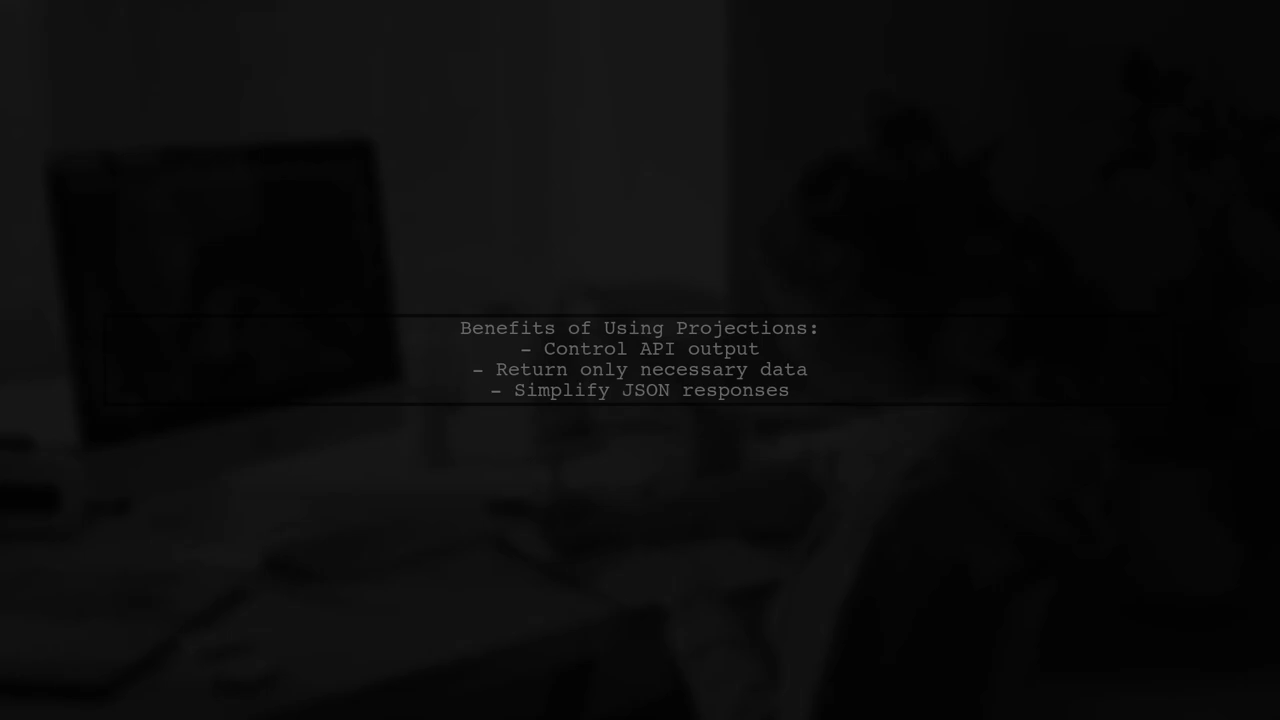 Benefits of Using Projections:
- Control API output
- Return only necessary data
- Simplify JSON responses